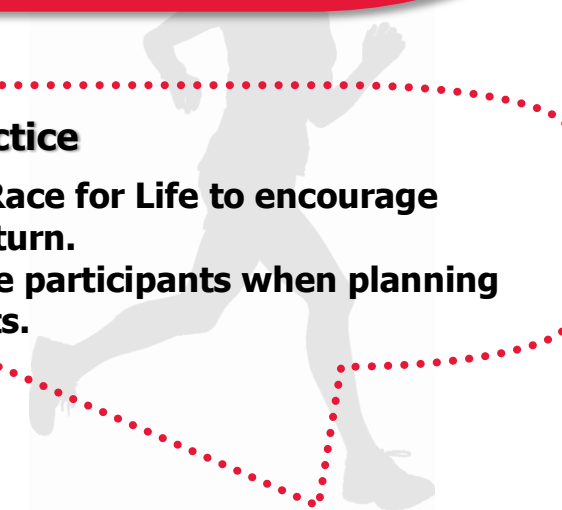 ctice
Race for Life to encourage
turn.
e participants when planning
ts.